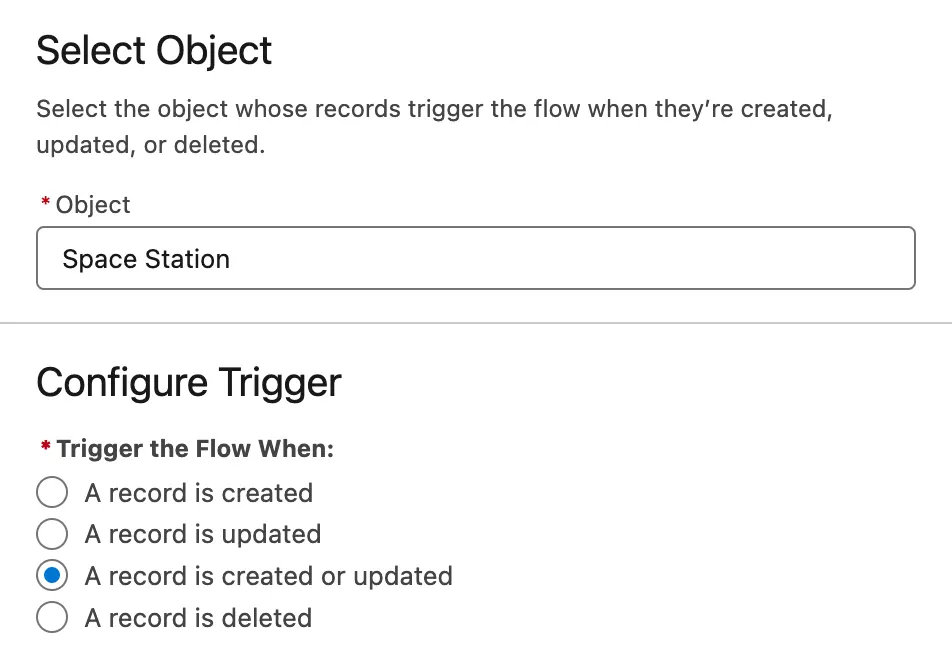 Select Object
Select the object whose records trigger the flow when they’re created,
updated, or deleted.
* Object
Space Station
Configure Trigger
* Trigger the Flow When:
A record is created
A record is updated
A record is created or updated
A record is deleted